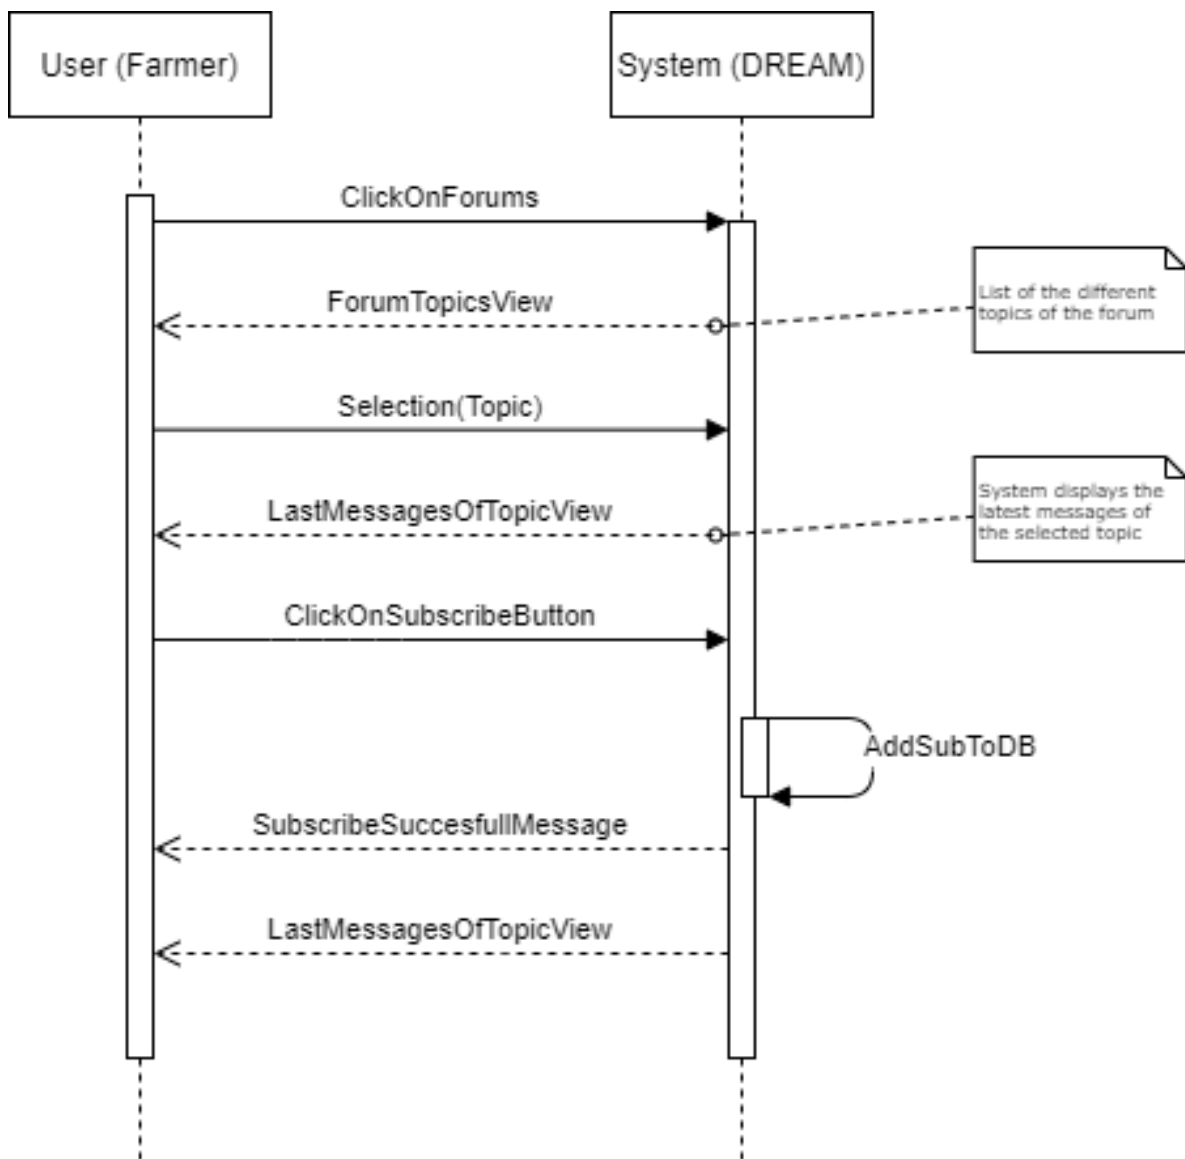 User (Farmer)
System (DREAM)
ClickOnForums
ForumTopicsView
List of the different
topics of the forum
Selection(Topic)
LastMessagesOfTopicView
System displays the
latest messages of
the selected topic
ClickOnSubscribeButton
AddSubToDB
SubscribeSuccesfullMessage
LastMessagesOfTopicView